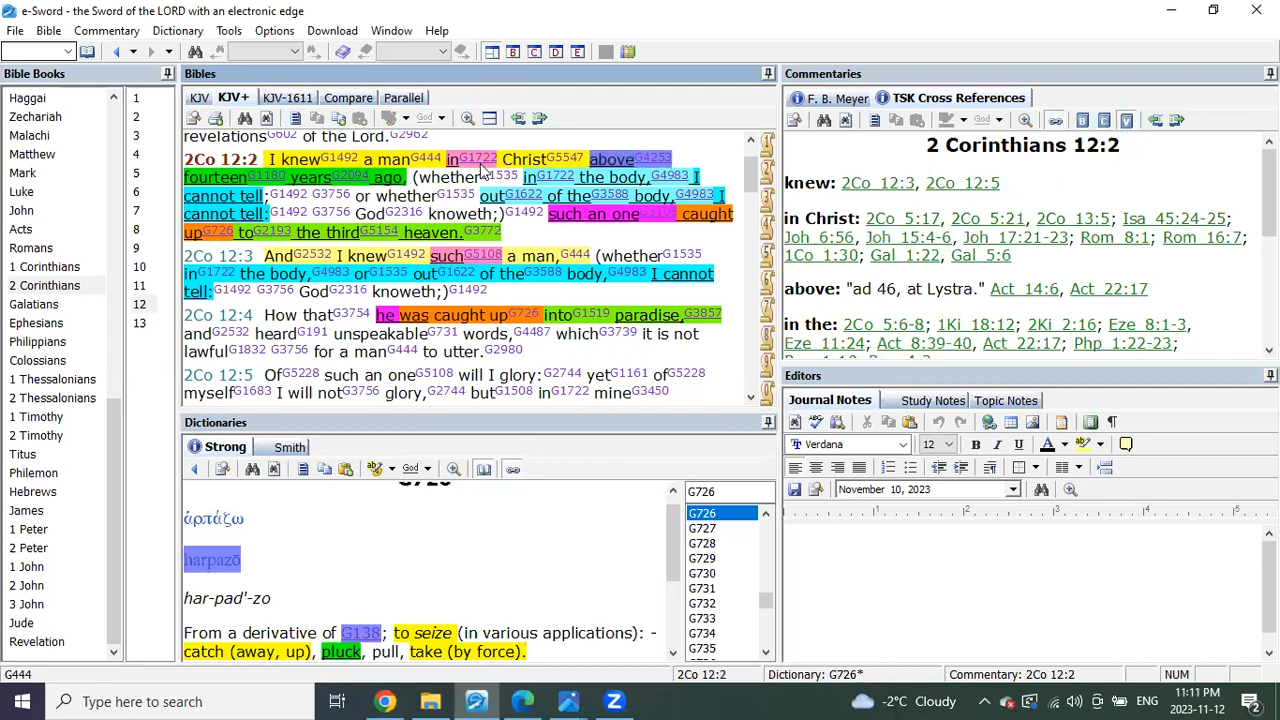 e-Sword - the Sword of the LORD with an electronic edge
File Bible Commentary Dictionary Tools Options Download Window Help
B C D E
Bible Books
Haggai
Zechariah
Malachi
Matthew
Mark
Luke
John
Acts
Romans
1 Corinthians
2 Corinthians
Galatians
Ephesians
Philippians
Colossians
1 Thessalonians
2 Thessalonians
1 Timothy
2 Timothy
Titus
Philemon
Hebrews
James
1 Peter
2 Peter
1 John
2 John
3 John
Jude
Revelation
1
2
3
4
5
6
7
8
9
10
11
12
13
Bibles
KJV KJV+ KJV-1611 Compare Parallel
God
revelationsG602 of the Lord.G2962
2Co 12:2 I knewG1492 a manG444 inG1722 ChristG5547 aboveG4253
fourteenG1180 yearsG2094 ago, (whetherG1535 inG1722 the body,G4983 I
cannot tell;G1492 G3756 or whetherG1535 outG1622 of theG3588 body,G4983 I
cannot tell:G1492 G3756 GodG2316 knoweth;)G1492 such an oneG5108 caught
upG726 toG2193 the thirdG5154 heaven.G3772
2Co 12:3 AndG2532 I knewG1492 suchG5108 a man,G444 (whetherG1535
inG1722 the body,G4983 orG1535 outG1622 of theG3588 body,G4983 I cannot
tell:G1492 G3756 GodG2316 knoweth;)G1492
2Co 12:4 How thatG3754 he was caught upG726 intoG1519 paradise,G3857
andG2532 heardG191 unspeakableG731 words,G4487 whichG3739 it is not
lawfulG1832 G3756 for a manG444 to utter.G2980
2Co 12:5 OfG5228 such an oneG5108 will I glory:G2744 yetG1161 ofG5228
myselfG1683 I will notG3756 glory,G2744 butG1508 inG1722 mineG3450
Dictionaries
Strong Smith
God
G726
ἁρπάζω
harpazō
har-pad'-zo
From a derivative of G138; to seize (in various applications): -
catch (away, up), pluck, pull, take (by force).
G726
G726
G727
G728
G729
G730
G731
G732
G733
G734
G735
Commentaries
F. B. Meyer TSK Cross References
God B C V
2 Corinthians 12:2
knew: 2Co 12:3, 2Co 12:5
in Christ: 2Co 5:17, 2Co 5:21, 2Co 13:5; Isa 45:24-25,
Joh 6:56, Joh 15:4-6, Joh 17:21-23; Rom 8:1; Rom 16:7;
1Co 1:30; Gal 1:22, Gal 5:6
above: "ad 46, at Lystra." Act 14:6, Act 22:17
in the: 2Co 5:6-8; 1Ki 18:12; 2Ki 2:16; Eze 8:1-3,
Eze 11:24; Act 8:39-40, Act 22:17; Php 1:22-23;
Editors
Journal Notes Study Notes Topic Notes
Verdana 12 B I U A
November 10, 2023
1 2 3 4 5
G444 2Co 12:2 Dictionary: G726* Commentary: 2Co 12:2 NUM
Type here to search
-2°C Cloudy
11:11 PM
2023-11-12
2